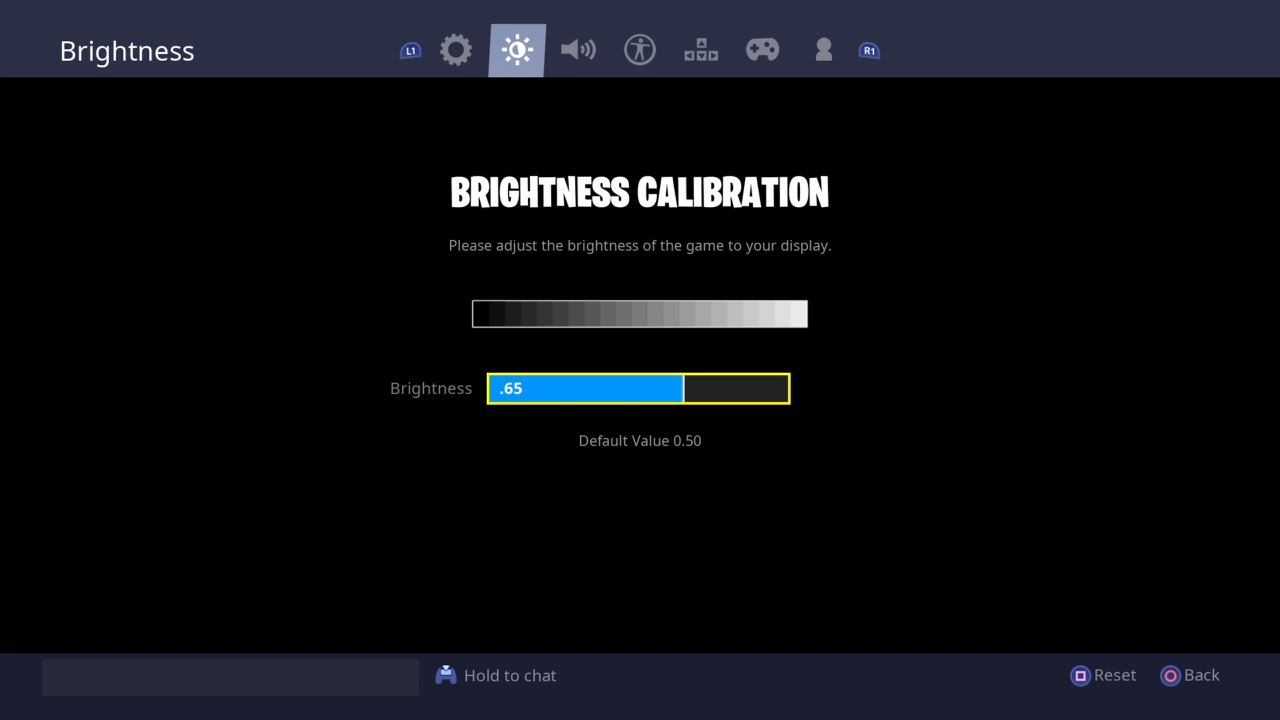 Brightness
L1
R1
BRIGHTNESS CALIBRATION
Please adjust the brightness of the game to your display.
Brightness
.65
Default Value 0.50
Hold to chat
Reset
Back